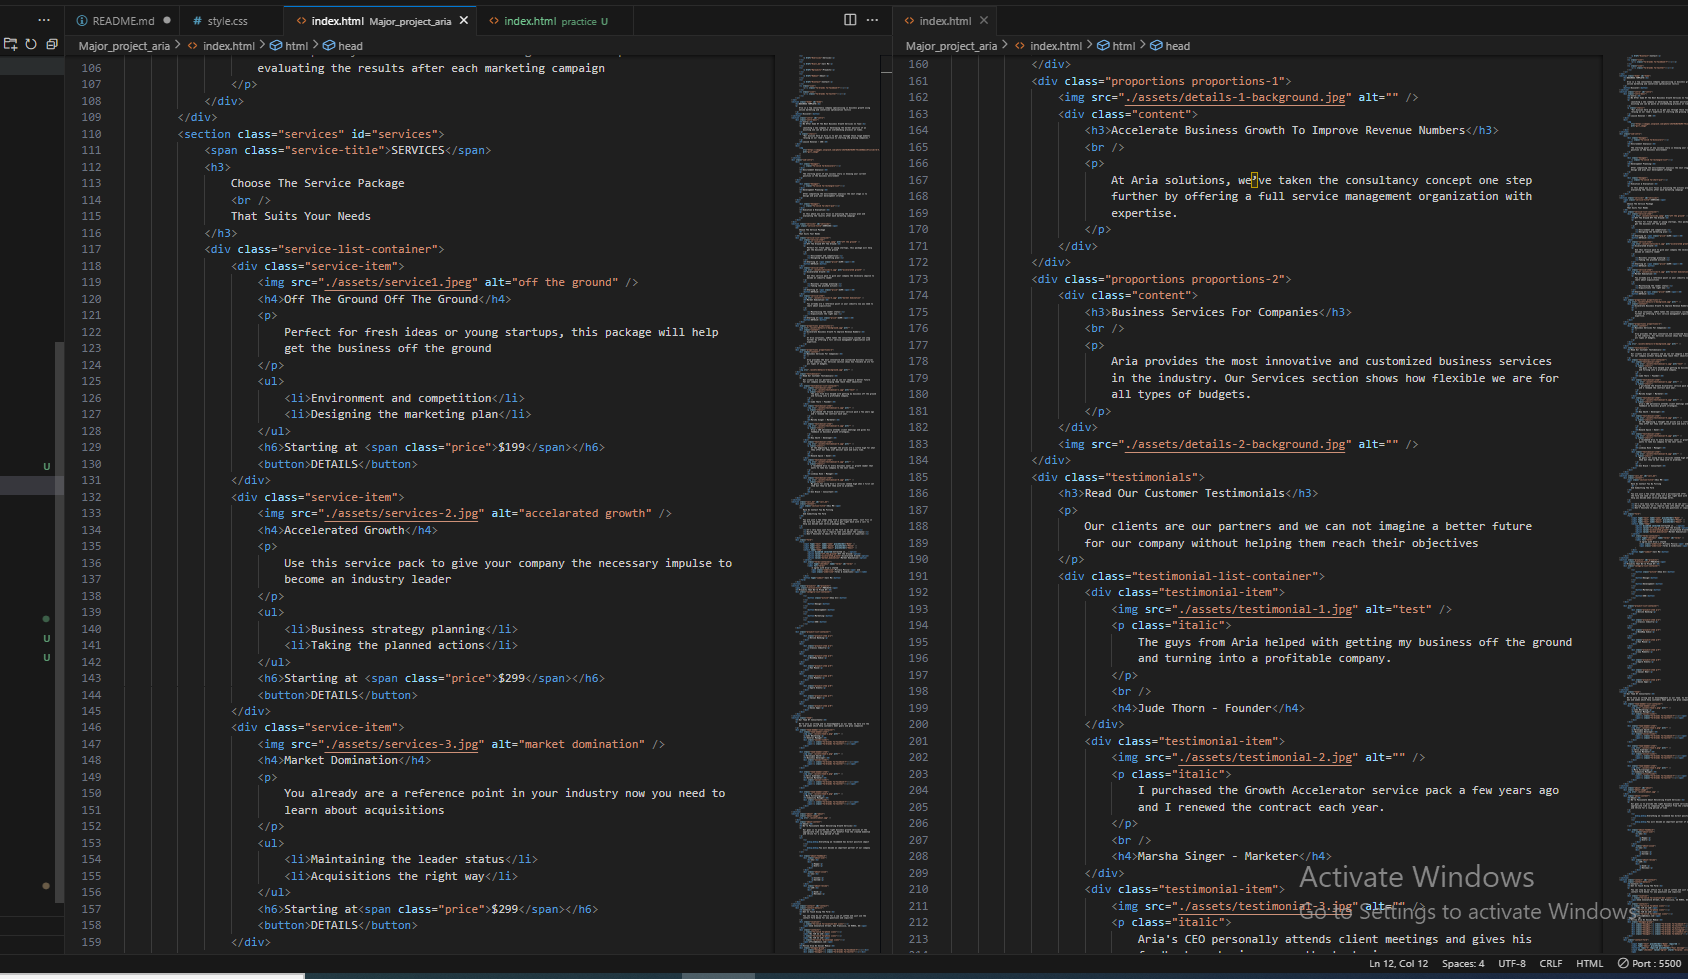 README.md
style.css
index.html Major_project_aria
index.html practice U
index.html
Major_project_aria > index.html > html > head
Major_project_aria > index.html > html > head
106 evaluating the results after each marketing campaign
107 </p>
108 </div>
109 </div>
110 <section class="services" id="services">
111 <span class="service-title">SERVICES</span>
112 <h3>
113 Choose The Service Package
114 <br />
115 That Suits Your Needs
116 </h3>
117 <div class="service-list-container">
118 <div class="service-item">
119 <img src="./assets/service1.jpeg" alt="off the ground" />
120 <h4>Off The Ground Off The Ground</h4>
121 <p>
122 Perfect for fresh ideas or young startups, this package will help
123 get the business off the ground
124 </p>
125 <ul>
126 <li>Environment and competition</li>
127 <li>Designing the marketing plan</li>
128 </ul>
129 <h6>Starting at <span class="price">$199</span></h6>
130 <button>DETAILS</button>
131 </div>
132 <div class="service-item">
133 <img src="./assets/services-2.jpg" alt="accelarated growth" />
134 <h4>Accelerated Growth</h4>
135 <p>
136 Use this service pack to give your company the necessary impulse to
137 become an industry leader
138 </p>
139 <ul>
140 <li>Business strategy planning</li>
141 <li>Taking the planned actions</li>
142 </ul>
143 <h6>Starting at <span class="price">$299</span></h6>
144 <button>DETAILS</button>
145 </div>
146 <div class="service-item">
147 <img src="./assets/services-3.jpg" alt="market domination" />
148 <h4>Market Domination</h4>
149 <p>
150 You already are a reference point in your industry now you need to
151 learn about acquisitions
152 </p>
153 <ul>
154 <li>Maintaining the leader status</li>
155 <li>Acquisitions the right way</li>
156 </ul>
157 <h6>Starting at<span class="price">$299</span></h6>
158 <button>DETAILS</button>
159 </div>
U
U
U
160 </div>
161 <div class="proportions proportions-1">
162 <img src="./assets/details-1-background.jpg" alt="" />
163 <div class="content">
164 <h3>Accelerate Business Growth To Improve Revenue Numbers</h3>
165 <br />
166 <p>
167 At Aria solutions, we’ve taken the consultancy concept one step
168 further by offering a full service management organization with
169 expertise.
170 </p>
171 </div>
172 </div>
173 <div class="proportions proportions-2">
174 <div class="content">
175 <h3>Business Services For Companies</h3>
176 <br />
177 <p>
178 Aria provides the most innovative and customized business services
179 in the industry. Our Services section shows how flexible we are for
180 all types of budgets.
181 </p>
182 </div>
183 <img src="./assets/details-2-background.jpg" alt="" />
184 </div>
185 <div class="testimonials">
186 <h3>Read Our Customer Testimonials</h3>
187 <p>
188 Our clients are our partners and we can not imagine a better future
189 for our company without helping them reach their objectives
190 </p>
191 <div class="testimonial-list-container">
192 <div class="testimonial-item">
193 <img src="./assets/testimonial-1.jpg" alt="test" />
194 <p class="italic">
195 The guys from Aria helped with getting my business off the ground
196 and turning into a profitable company.
197 </p>
198 <br />
199 <h4>Jude Thorn - Founder</h4>
200 </div>
201 <div class="testimonial-item">
202 <img src="./assets/testimonial-2.jpg" alt="" />
203 <p class="italic">
204 I purchased the Growth Accelerator service pack a few years ago
205 and I renewed the contract each year.
206 </p>
207 <br />
208 <h4>Marsha Singer - Marketer</h4>
209 </div>
210 <div class="testimonial-item">
211 <img src="./assets/testimonial-3.jpg" alt="" />
212 <p class="italic">
213 Aria's CEO personally attends client meetings and gives his
Activate Windows
Go to Settings to activate Windows.
Ln 12, Col 12 Spaces: 4 UTF-8 CRLF HTML Port : 5500